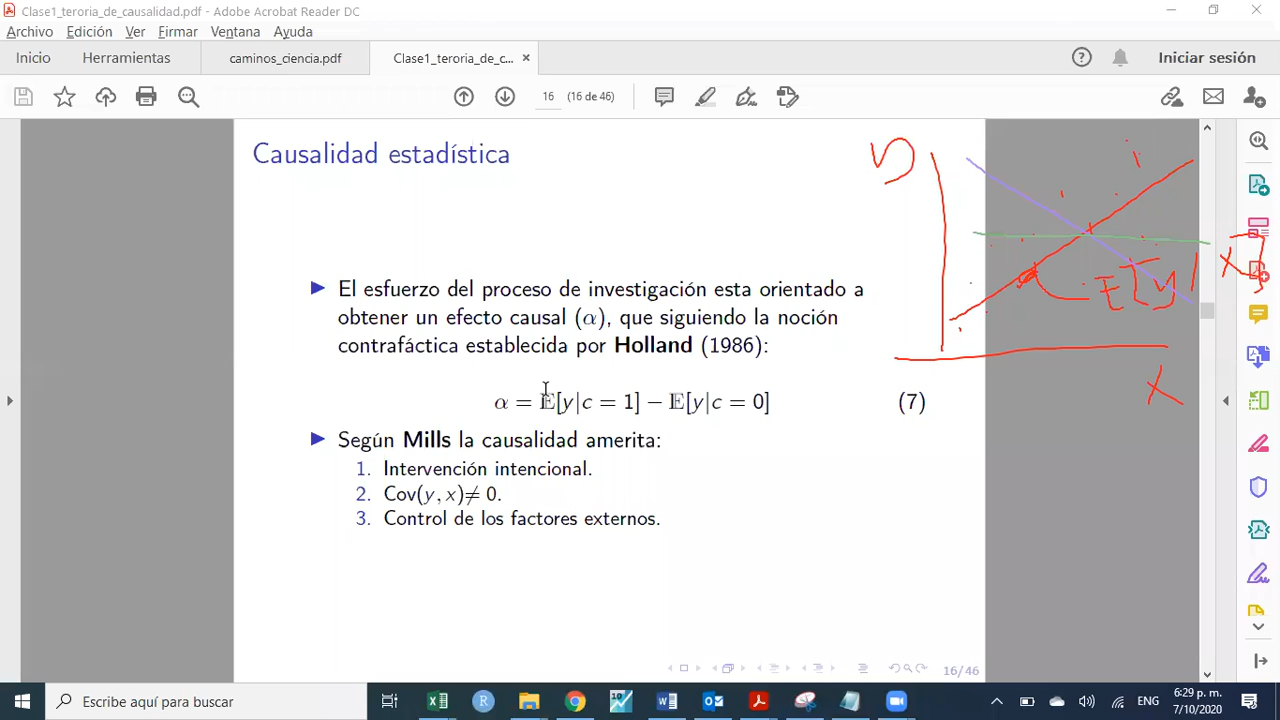 Clase1_teroria_de_causalidad.pdf - Adobe Acrobat Reader DC
Archivo Edición Ver Firmar Ventana Ayuda
Inicio Herramientas caminos_ciencia.pdf Clase1_teroria_de_c... × Iniciar sesión
16 (16 de 46)
Causalidad estadística
y
El esfuerzo del proceso de investigación esta orientado a
obtener un efecto causal (α), que siguiendo la noción
contrafáctica establecida por Holland (1986):
E[y|x]
x
α = 𝔼[y|c = 1] − 𝔼[y|c = 0] (7)
Según Mills la causalidad amerita:
1. Intervención intencional.
2. Cov(y, x)≠ 0.
3. Control de los factores externos.
16/46
Escribe aquí para buscar
ENG
6:29 p. m.
7/10/2020